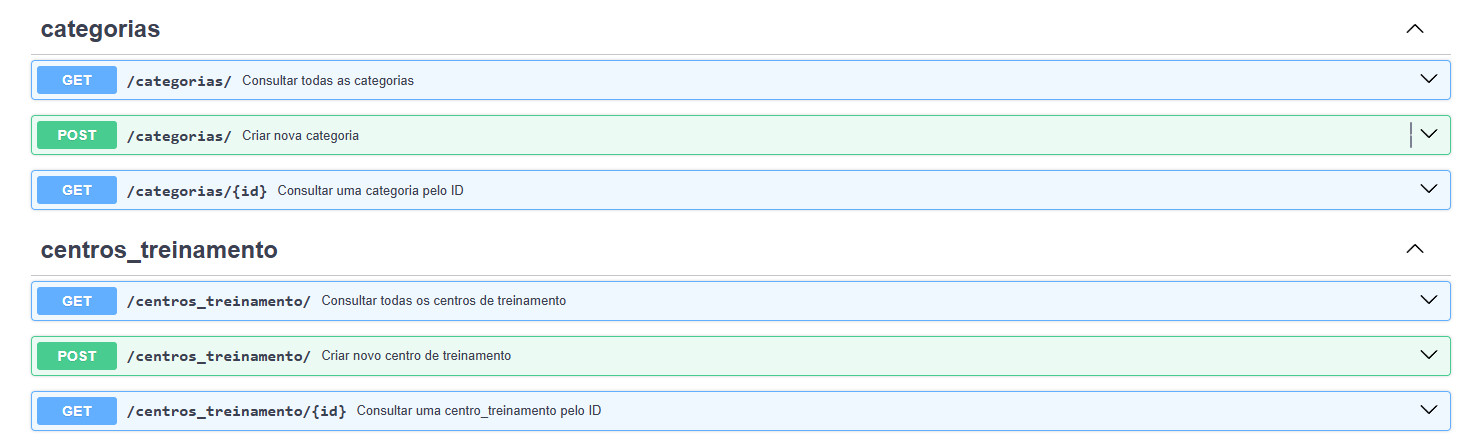 categorias
GET /categorias/ Consultar todas as categorias
POST /categorias/ Criar nova categoria
GET /categorias/{id} Consultar uma categoria pelo ID
centros_treinamento
GET /centros_treinamento/ Consultar todas os centros de treinamento
POST /centros_treinamento/ Criar novo centro de treinamento
GET /centros_treinamento/{id} Consultar uma centro_treinamento pelo ID